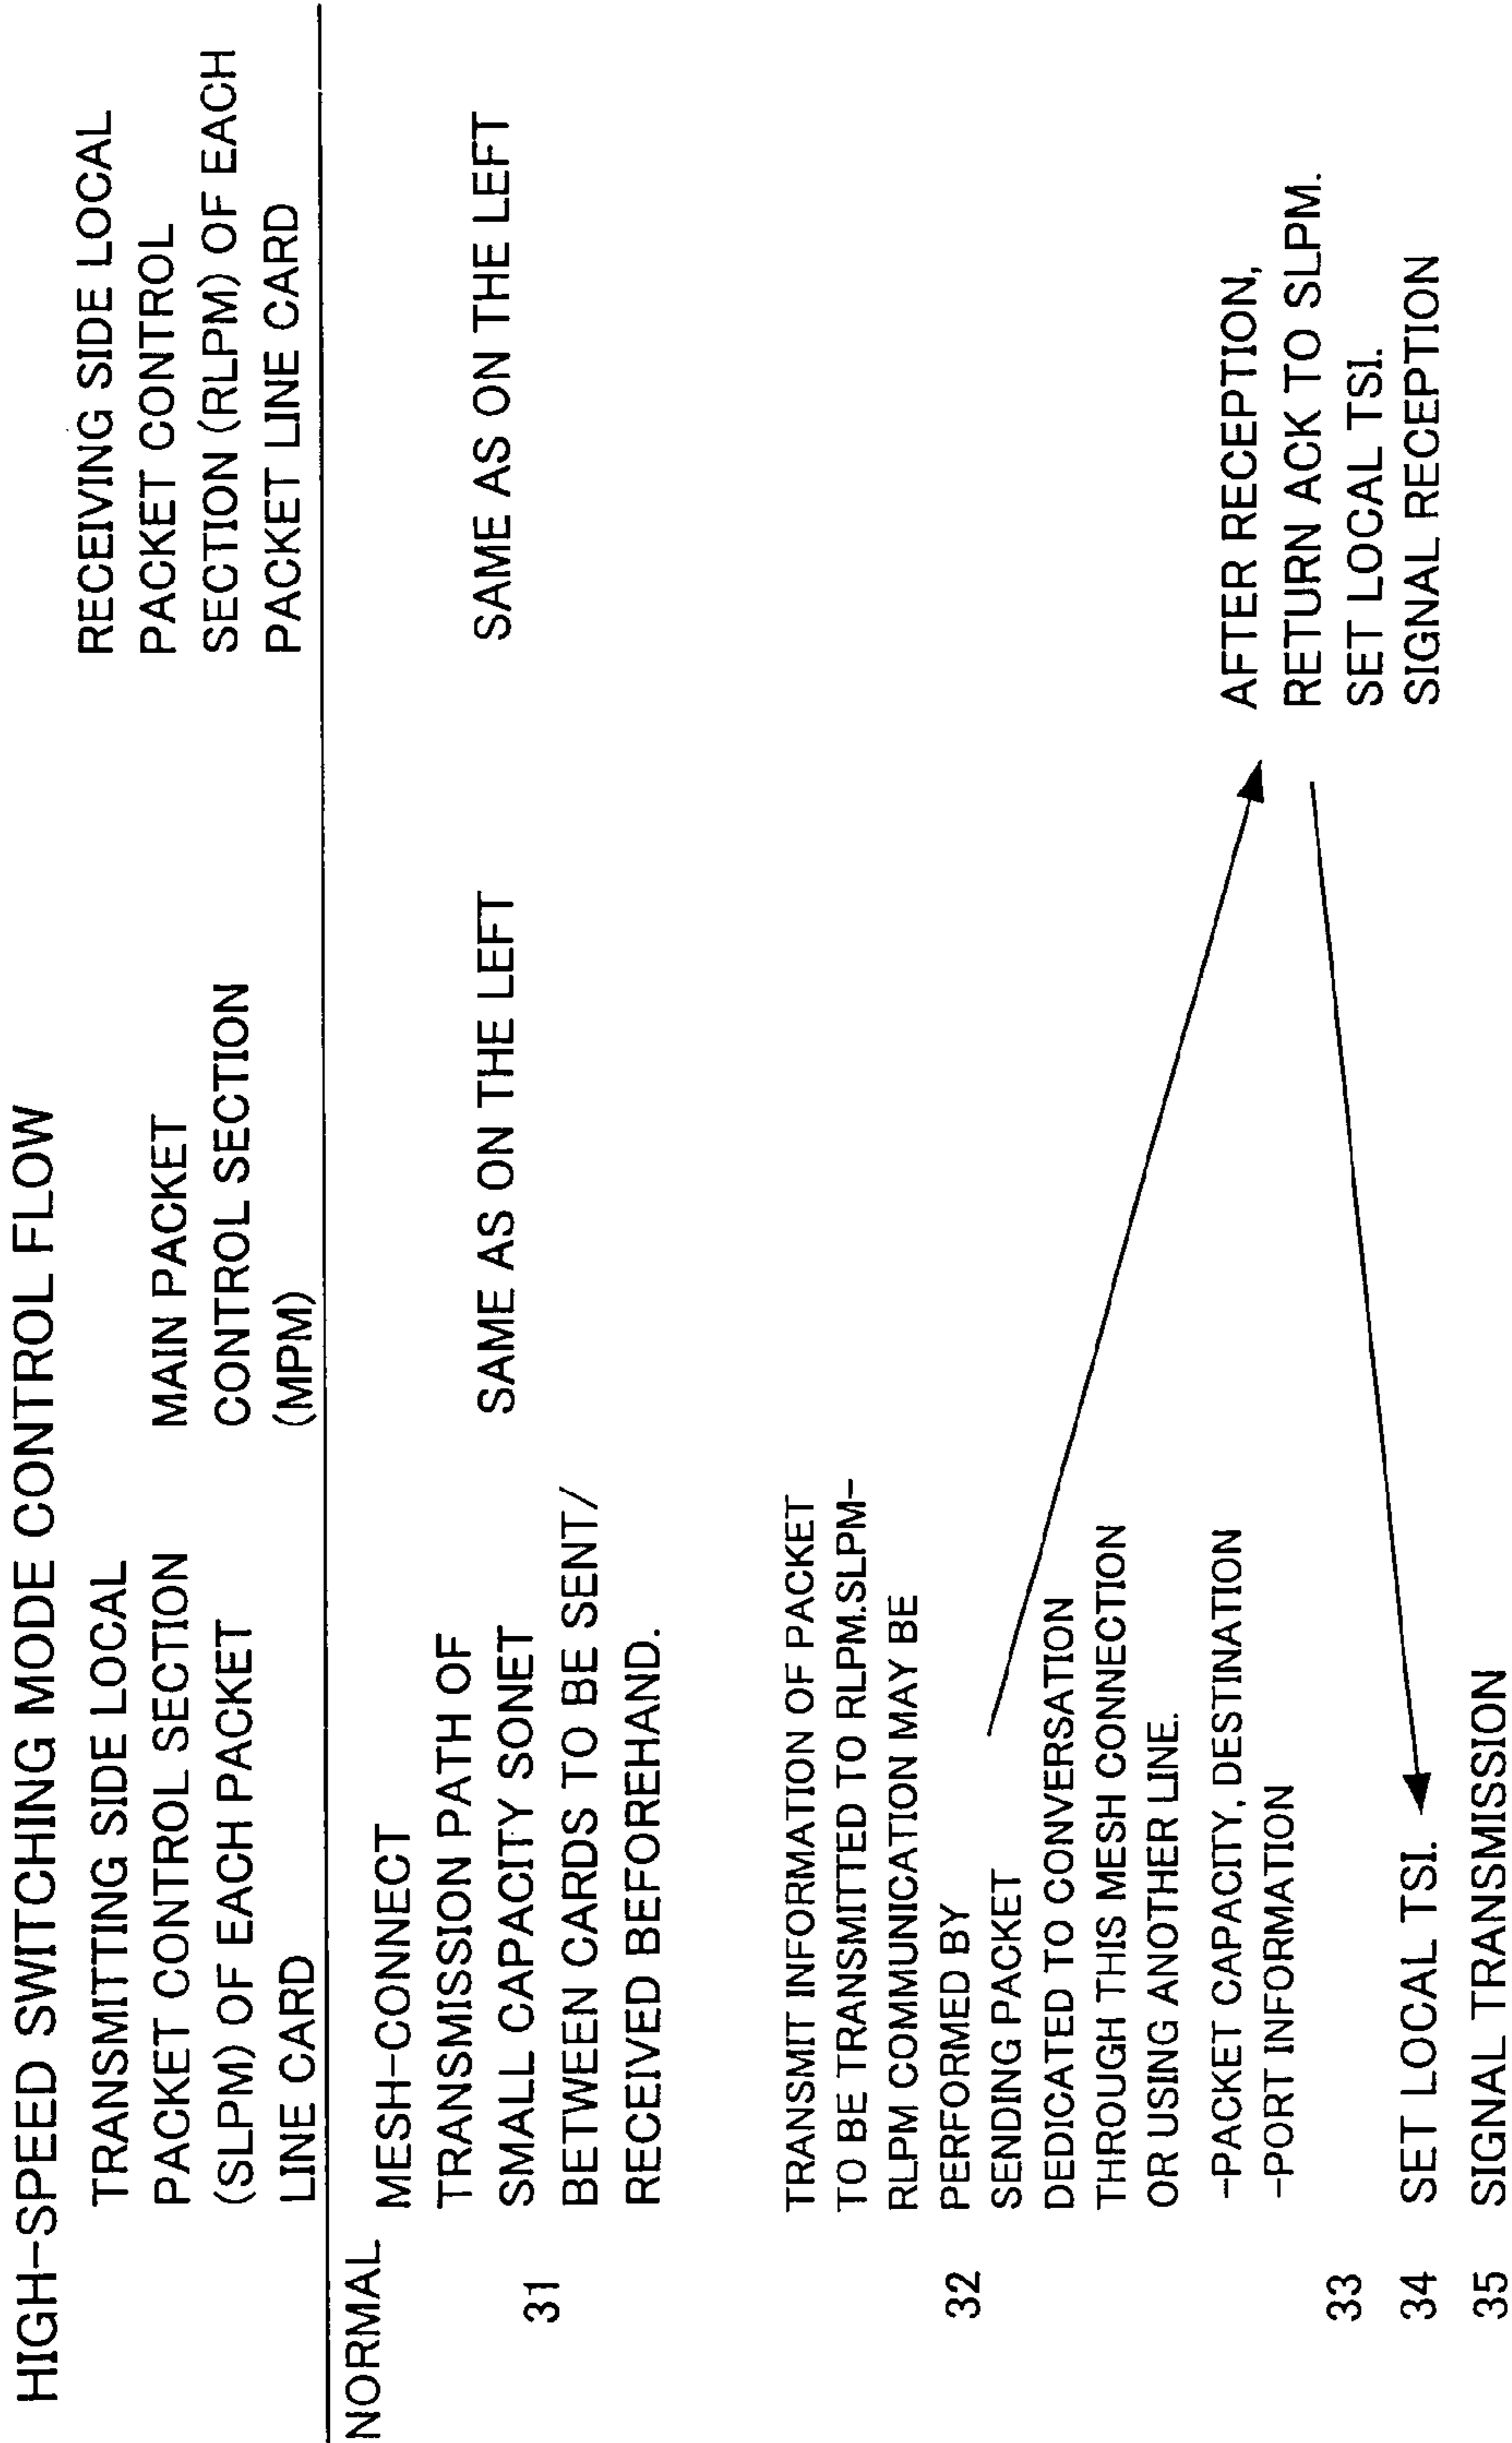 HIGH-SPEED SWITCHING MODE CONTROL FLOW
TRANSMITTING SIDE LOCAL
PACKET CONTROL SECTION
(SLPM) OF EACH PACKET
LINE CARD
MAIN PACKET
CONTROL SECTION
(MPM)
RECEIVING SIDE LOCAL
PACKET CONTROL
SECTION (RLPM) OF EACH
PACKET LINE CARD
NORMAL
31
MESH-CONNECT
TRANSMISSION PATH OF
SMALL CAPACITY SONET
BETWEEN CARDS TO BE SENT/
RECEIVED BEFOREHAND.
SAME AS ON THE LEFT
SAME AS ON THE LEFT
32
TRANSMIT INFORMATION OF PACKET
TO BE TRANSMITTED TO RLPM.SLPM-
RLPM COMMUNICATION MAY BE
PERFORMED BY
SENDING PACKET
DEDICATED TO CONVERSATION
THROUGH THIS MESH CONNECTION
OR USING ANOTHER LINE.
-PACKET CAPACITY, DESTINATION
-PORT INFORMATION
33
AFTER RECEPTION,
RETURN ACK TO SLPM.
SET LOCAL TSI.
SIGNAL RECEPTION
34
SET LOCAL TSI.
35
SIGNAL TRANSMISSION